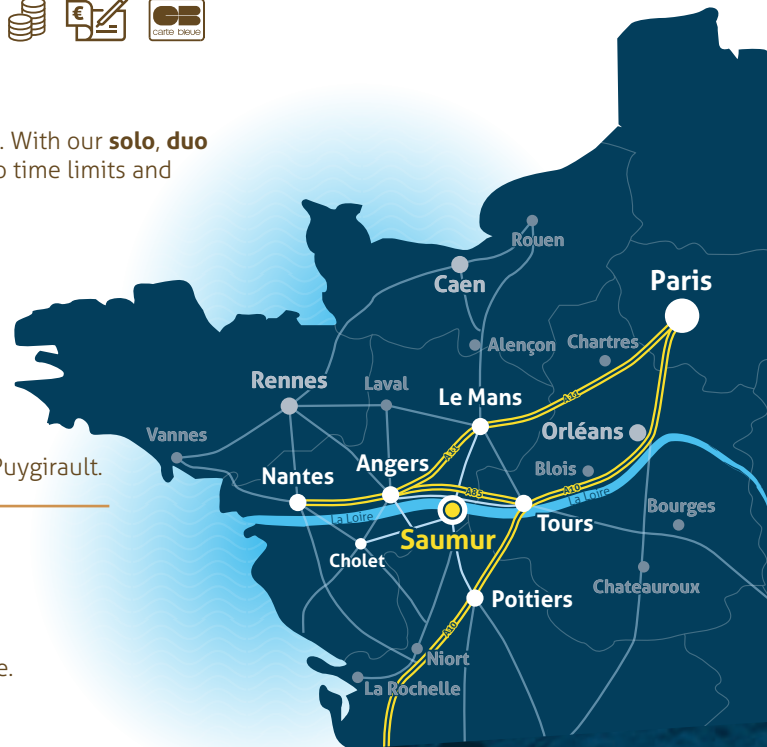 €
carte bleue
. With our solo, duo
o time limits and
Rouen
Caen
Paris
Alençon
Chartres
Rennes
Laval
Le Mans
A11
Orléans
Vannes
Angers
Blois
Nantes
A85
A10
La Loire
Puygirault.
La Loire
Bourges
Tours
Saumur
Cholet
Chateauroux
Poitiers
A10
Niort
e.
La Rochelle